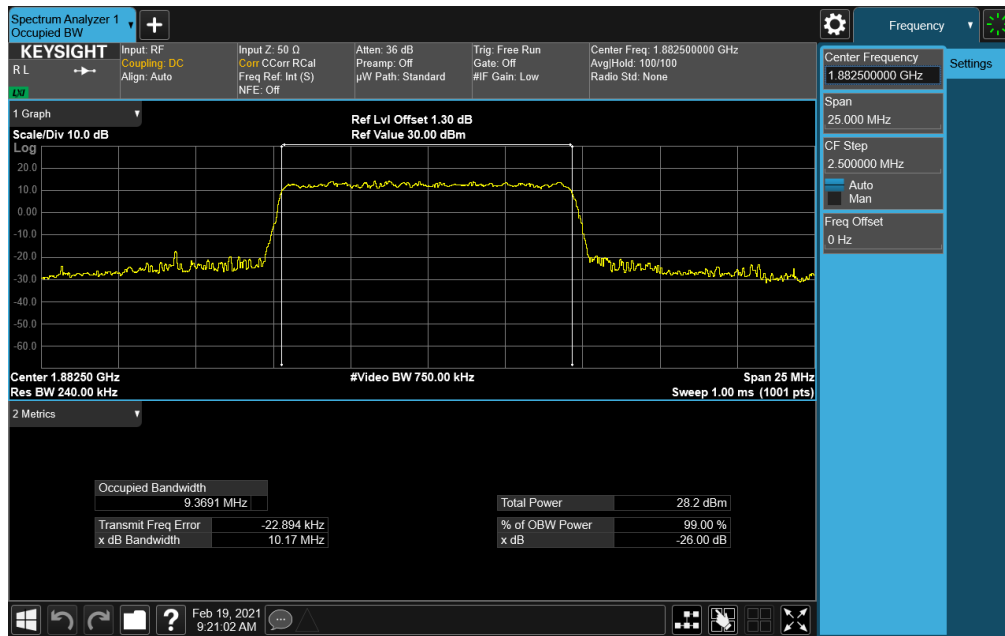 Spectrum Analyzer 1
Occupied BW
Frequency
KEYSIGHT
R L
LXI
Input: RF
Coupling: DC
Align: Auto
Input Z: 50 Ω
Corr CCorr RCal
Freq Ref: Int (S)
NFE: Off
Atten: 36 dB
Preamp: Off
µW Path: Standard
Trig: Free Run
Gate: Off
#IF Gain: Low
Center Freq: 1.882500000 GHz
Avg|Hold: 100/100
Radio Std: None
Center Frequency
1.882500000 GHz
Settings
Span
25.000 MHz
CF Step
2.500000 MHz
Auto
Man
Freq Offset
0 Hz
1 Graph
Scale/Div 10.0 dB
Ref Lvl Offset 1.30 dB
Ref Value 30.00 dBm
Log
20.0
10.0
0.00
-10.0
-20.0
-30.0
-40.0
-50.0
-60.0
Center 1.88250 GHz
#Video BW 750.00 kHz
Span 25 MHz
Res BW 240.00 kHz
Sweep 1.00 ms (1001 pts)
2 Metrics
Occupied Bandwidth
9.3691 MHz
Total Power 28.2 dBm
Transmit Freq Error -22.894 kHz
% of OBW Power 99.00 %
x dB Bandwidth 10.17 MHz
x dB -26.00 dB
?
Feb 19, 2021
9:21:02 AM